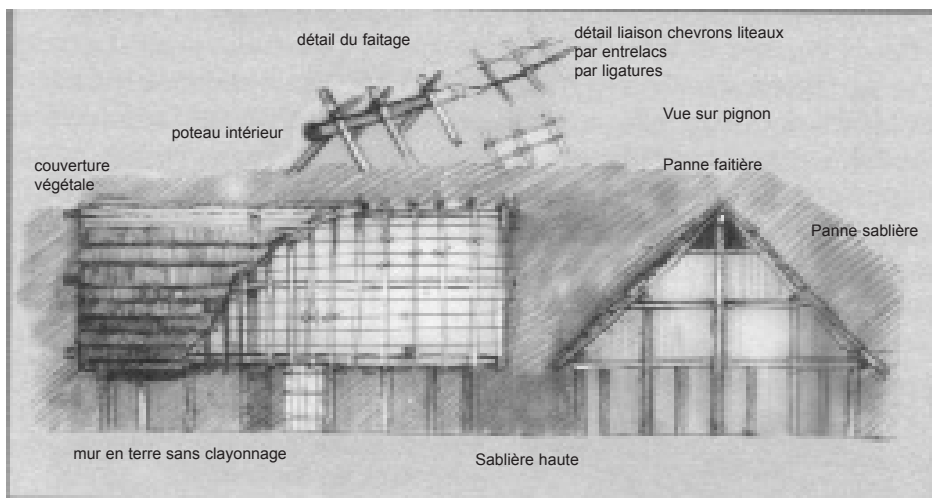 détail du faitage
détail liaison chevrons liteaux
par entrelacs
par ligatures
poteau intérieur
Vue sur pignon
couverture
végétale
Panne faitière
Panne sablière
mur en terre sans clayonnage
Sablière haute